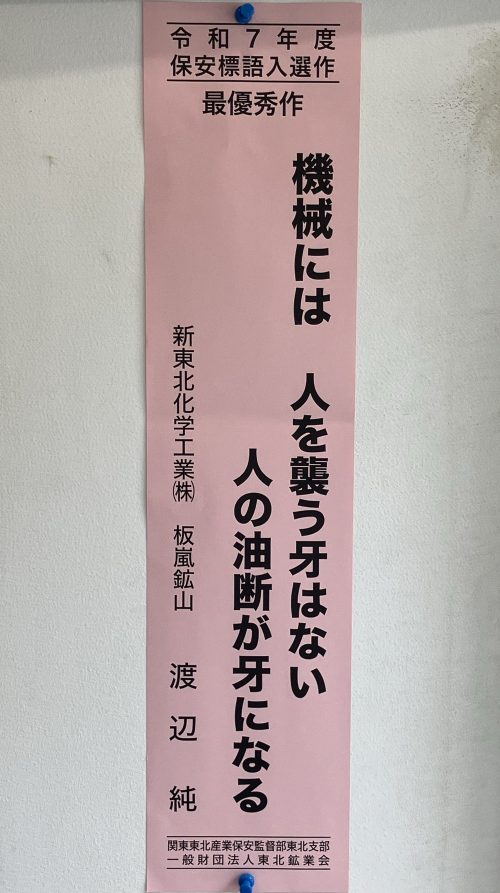 令和7年度
保安標語入選作
最優秀作
機械には　人を襲う牙はない
人の油断が牙になる
新東北化学工業㈱　板嵐鉱山　渡辺　純
関東東北産業保安監督部東北支部
一般財団法人東北鉱業会